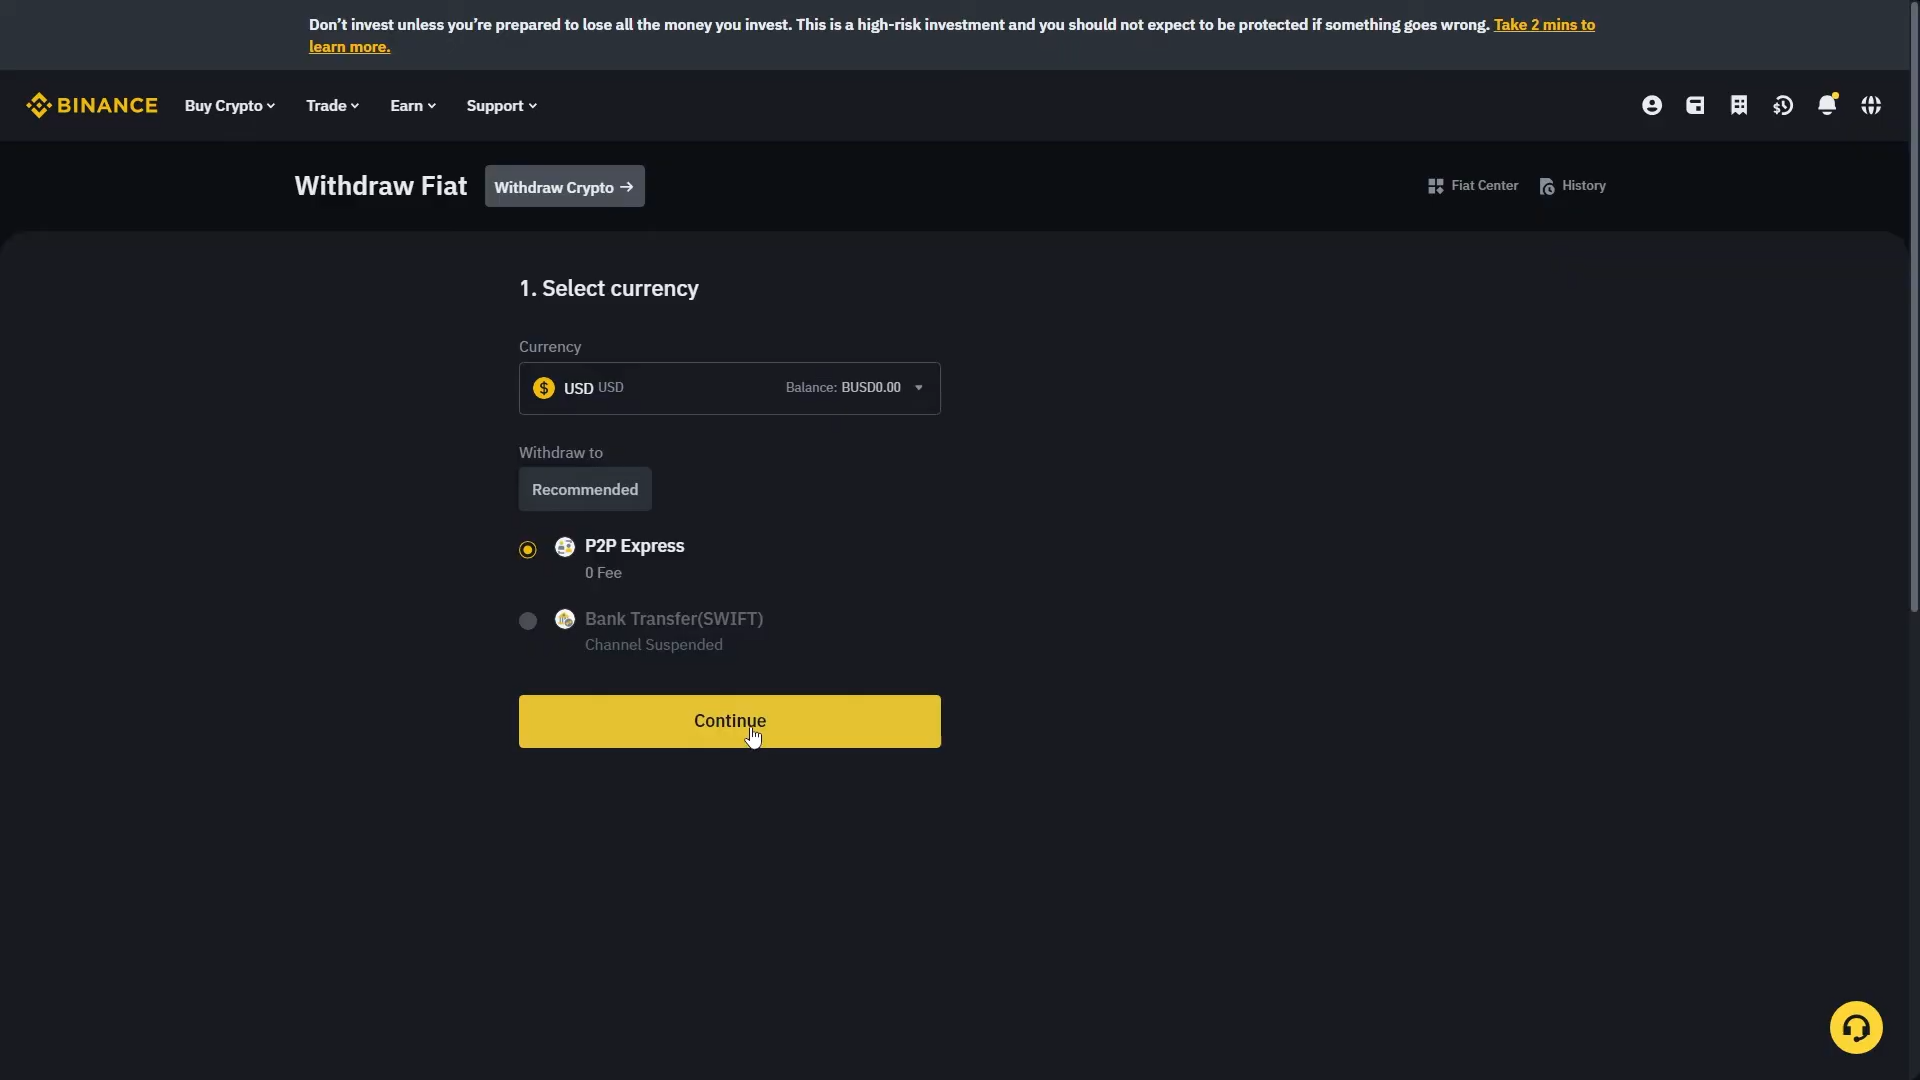 Don’t invest unless you’re prepared to lose all the money you invest. This is a high-risk investment and you should not expect to be protected if something goes wrong. Take 2 mins to
learn more.
BINANCE Buy Crypto Trade Earn Support
Withdraw Fiat Withdraw Crypto → Fiat Center History
1. Select currency
Currency
$ USD USD Balance: BUSD0.00
Withdraw to
Recommended
P2P Express
0 Fee
Bank Transfer(SWIFT)
Channel Suspended
Continue